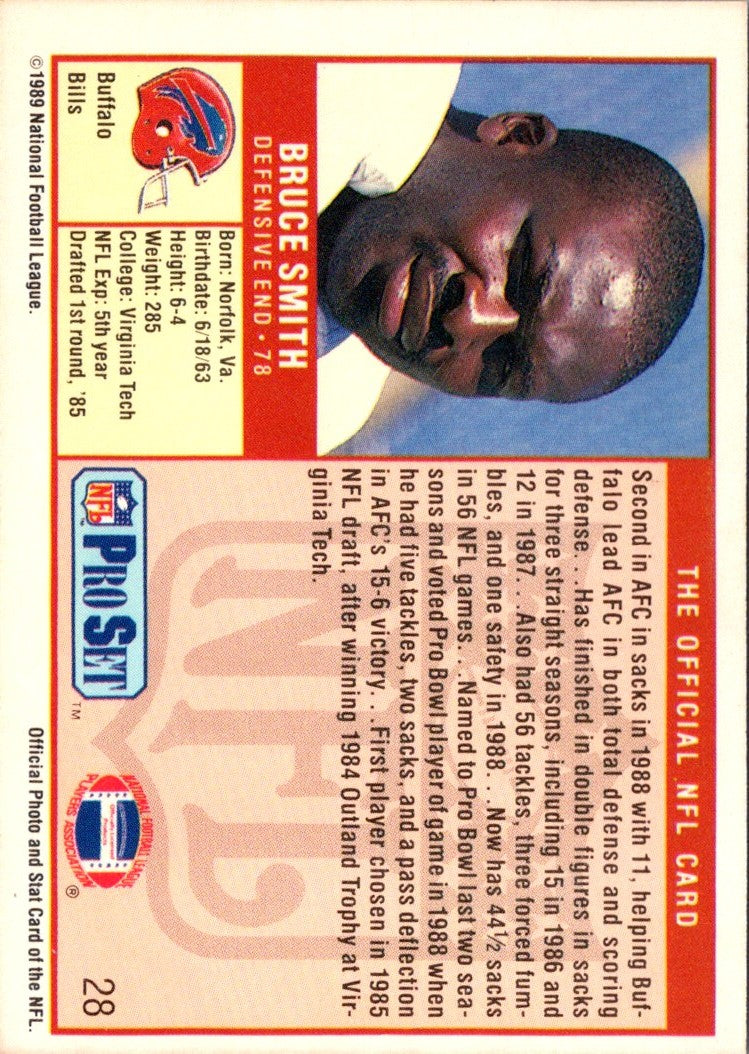 THE OFFICIAL NFL CARD
BRUCE SMITH
DEFENSIVE END • 78
Buffalo
Bills
Born: Norfolk, Va.
Birthdate: 6/18/63
Height: 6-4
Weight: 285
College: Virginia Tech
NFL Exp: 5th year
Drafted 1st round, '85
Second in AFC in sacks in 1988 with 11, helping Buf-
falo lead AFC in both total defense and scoring
defense. . .Has finished in double figures in sacks
for three straight seasons, including 15 in 1986 and
12 in 1987. . .Also had 56 tackles, three forced fum-
bles, and one safety in 1988. . .Now has 44½ sacks
in 56 NFL games. . .Named to Pro Bowl last two sea-
sons and voted Pro Bowl player of game in 1988 when
he had five tackles, two sacks, and a pass deflection
in AFC's 15-6 victory. . .First player chosen in 1985
NFL draft, after winning 1984 Outland Trophy at Vir-
ginia Tech.
NFL
NFL PRO SET TM
NATIONAL FOOTBALL LEAGUE
PLAYERS ASSOCIATION ®
28
©1989 National Football League.
Official Photo and Stat Card of the NFL.